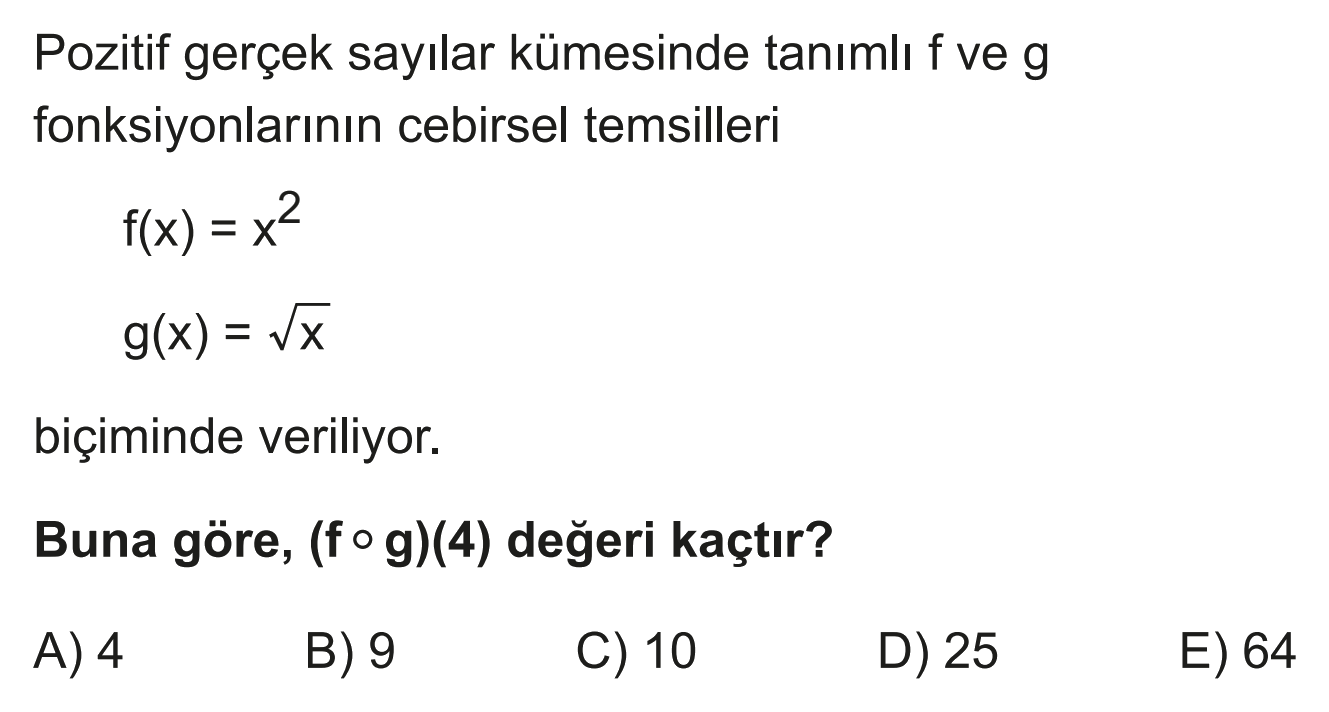 Pozitif gerçek sayılar kümesinde tanımlı f ve g
fonksiyonlarının cebirsel temsilleri
f(x) = x²
g(x) = √x
biçiminde veriliyor.
Buna göre, (f ∘ g)(4) değeri kaçtır?
A) 4 B) 9 C) 10 D) 25 E) 64